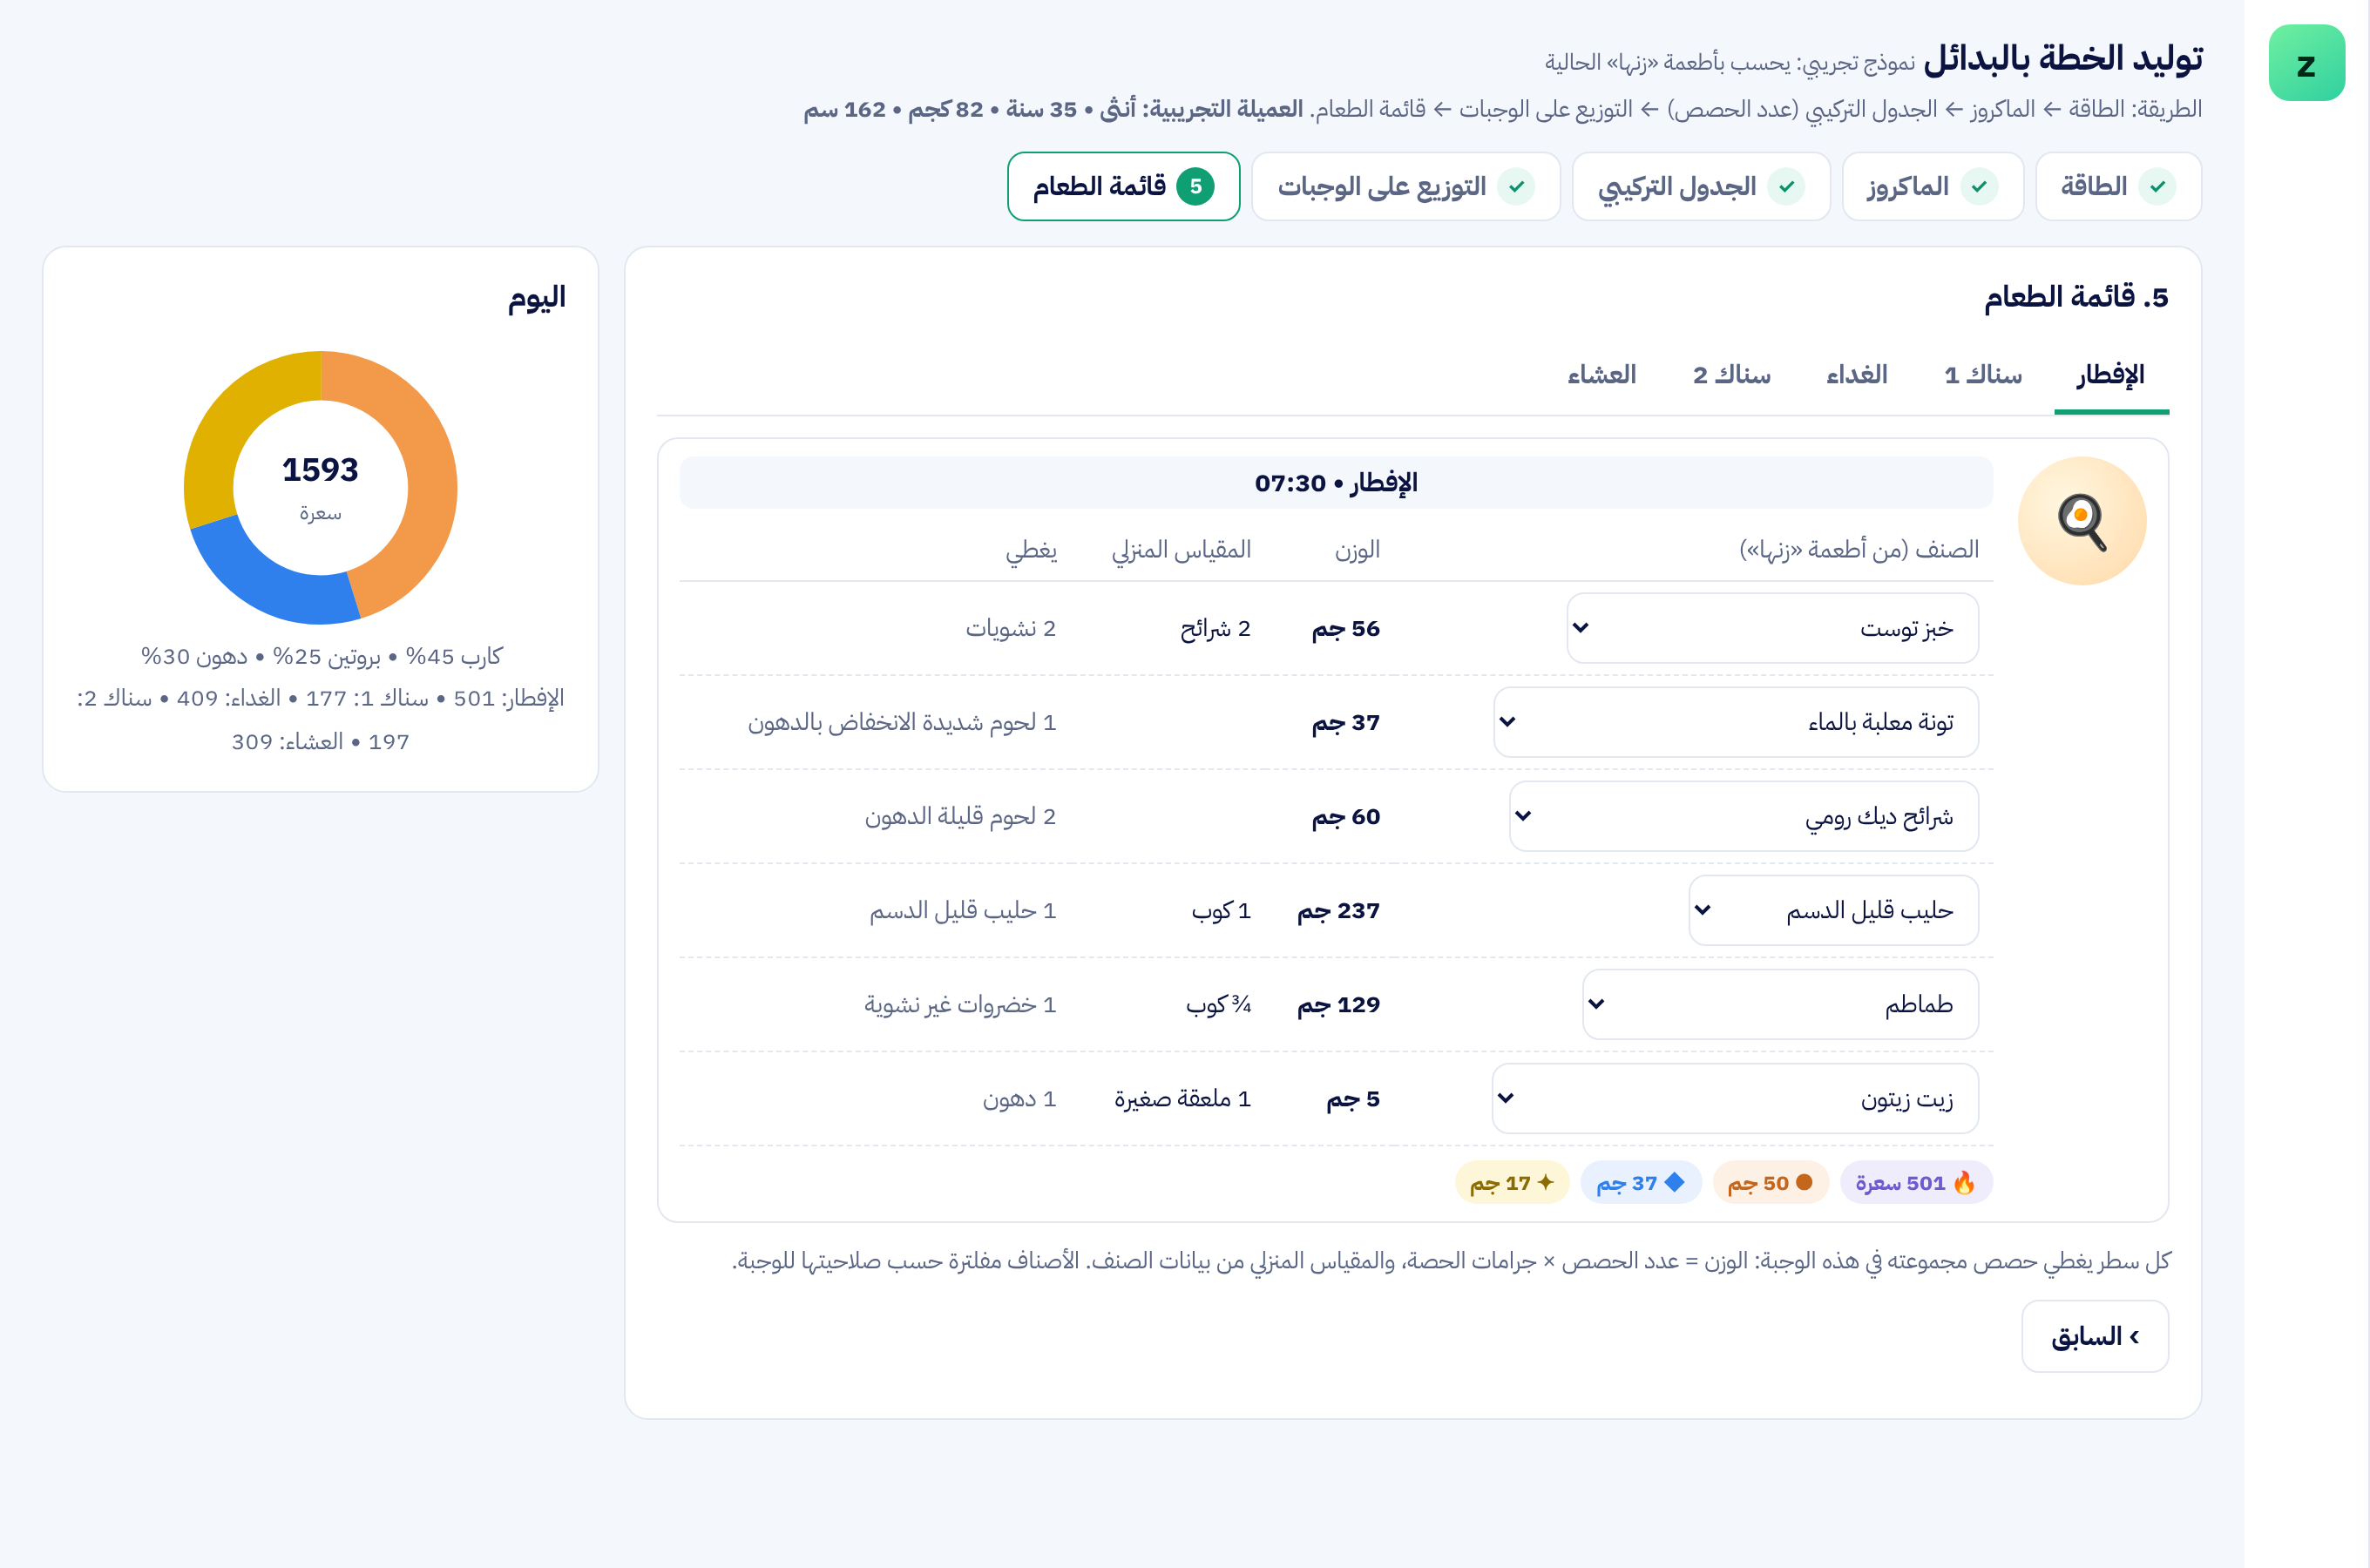 z
توليد الخطة بالبدائل نموذج تجريبي: يحسب بأطعمة «زنها» الحالية
الطريقة: الطاقة ← الماكروز ← الجدول التركيبي (عدد الحصص) ← التوزيع على الوجبات ← قائمة الطعام. العميلة التجريبية: أنثى • 35 سنة • 82 كجم • 162 سم
✓ الطاقة ✓ الماكروز ✓ الجدول التركيبي ✓ التوزيع على الوجبات 5 قائمة الطعام
5. قائمة الطعام
الإفطار سناك 1 الغداء سناك 2 العشاء
الإفطار • 07:30
الصنف (من أطعمة «زنها») الوزن المقياس المنزلي يغطي
خبز توست 56 جم 2 شرائح 2 نشويات
تونة معلبة بالماء 37 جم 1 لحوم شديدة الانخفاض بالدهون
شرائح ديك رومي 60 جم 2 لحوم قليلة الدهون
حليب قليل الدسم 237 جم 1 كوب 1 حليب قليل الدسم
طماطم 129 جم ¾ كوب 1 خضروات غير نشوية
زيت زيتون 5 جم 1 ملعقة صغيرة 1 دهون
🔥 501 سعرة ● 50 جم ◆ 37 جم ✦ 17 جم
كل سطر يغطي حصص مجموعته في هذه الوجبة: الوزن = عدد الحصص × جرامات الحصة، والمقياس المنزلي من بيانات الصنف. الأصناف مفلترة حسب صلاحيتها للوجبة.
› السابق
اليوم
1593
سعرة
كارب 45% • بروتين 25% • دهون 30%
الإفطار: 501 • سناك 1: 177 • الغداء: 409 • سناك 2:
197 • العشاء: 309